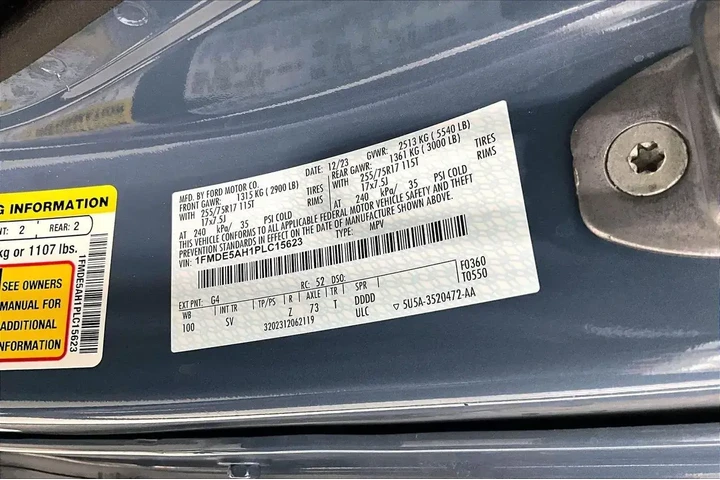 G INFORMATION
NT: 2 REAR: 2
kg or 1107 lbs.
SEE OWNERS
MANUAL FOR
ADDITIONAL
INFORMATION
1FMDE5AH1PLC15623
MFD. BY FORD MOTOR CO.
DATE: 12/23 GVWR: 2513 KG ( 5540 LB)
FRONT GAWR: 1315 KG ( 2900 LB) REAR GAWR: 1361 KG ( 3000 LB)
WITH 255/75R17 115T TIRES WITH 255/75R17 115T TIRES
17x7.5J RIMS 17x7.5J RIMS
AT 240 kPa/ 35 PSI COLD AT 240 kPa/ 35 PSI COLD
THIS VEHICLE CONFORMS TO ALL APPLICABLE FEDERAL MOTOR VEHICLE SAFETY AND THEFT
PREVENTION STANDARDS IN EFFECT ON THE DATE OF MANUFACTURE SHOWN ABOVE.
VIN: 1FMDE5AH1PLC15623 TYPE: MPV
F0360
T0550
EXT PNT: G4 RC: 52 DSO:
WB INT TR TP/PS R AXLE TR SPR
100 SV Z 73 T DDDD
3202312062119 ULC 5U5A-3520472-AA